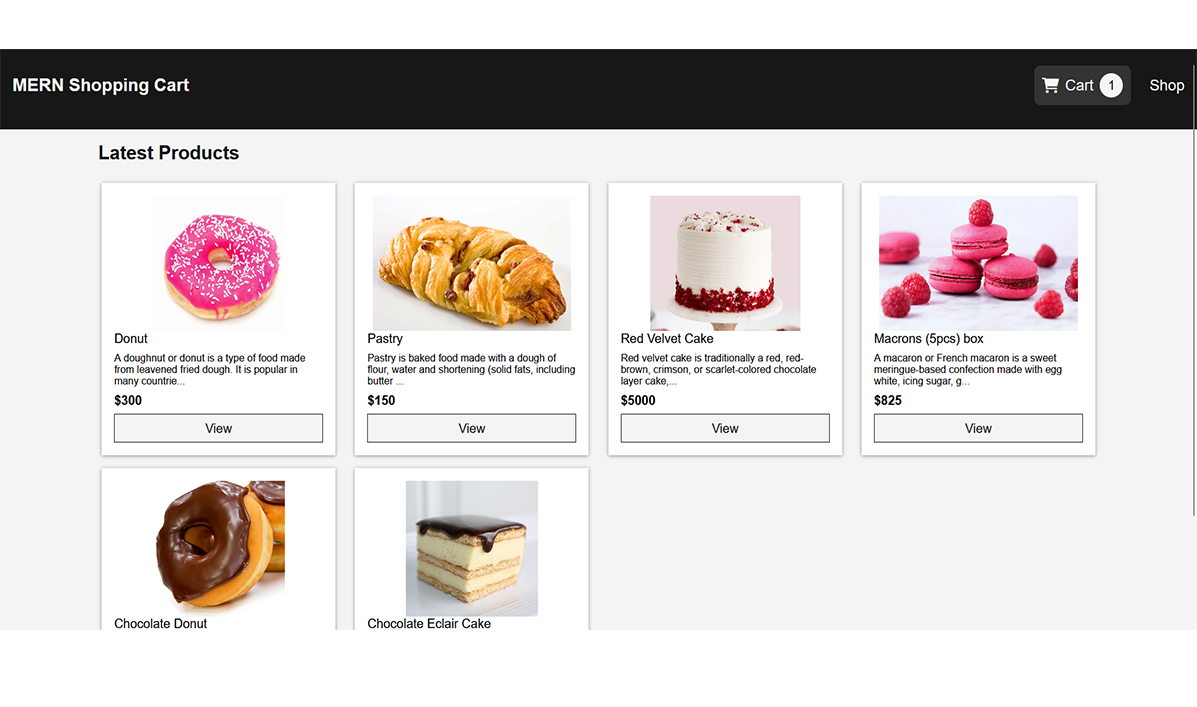 MERN Shopping Cart
Cart 1
Shop
Latest Products
Donut
A doughnut or donut is a type of food made
from leavened fried dough. It is popular in
many countrie...
$300
View
Pastry
Pastry is baked food made with a dough of
flour, water and shortening (solid fats, including
butter ...
$150
View
Red Velvet Cake
Red velvet cake is traditionally a red, red-
brown, crimson, or scarlet-colored chocolate
layer cake,...
$5000
View
Macrons (5pcs) box
A macaron or French macaron is a sweet
meringue-based confection made with egg
white, icing sugar, g...
$825
View
Chocolate Donut
Chocolate Eclair Cake